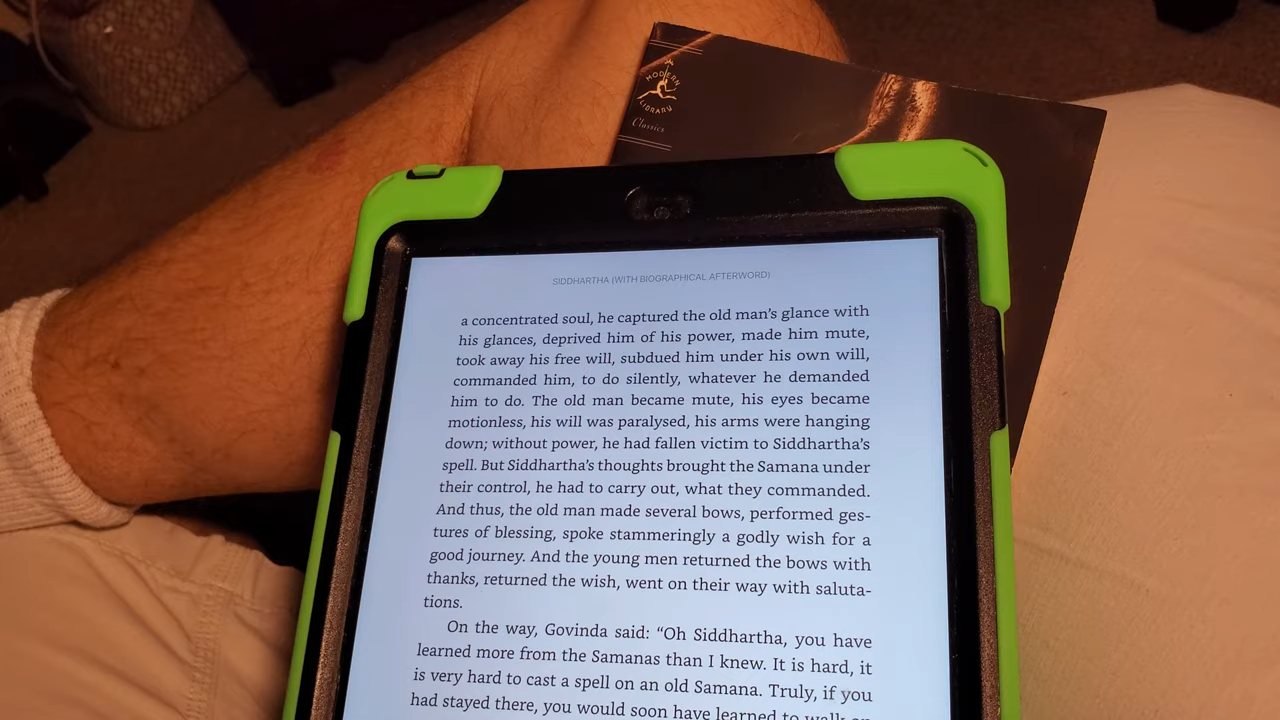 MODERN
LIBRARY
Classics
SIDDHARTHA (WITH BIOGRAPHICAL AFTERWORD)
a concentrated soul, he captured the old man's glance with
his glances, deprived him of his power, made him mute,
took away his free will, subdued him under his own will,
commanded him, to do silently, whatever he demanded
him to do. The old man became mute, his eyes became
motionless, his will was paralysed, his arms were hanging
down; without power, he had fallen victim to Siddhartha's
spell. But Siddhartha's thoughts brought the Samana under
their control, he had to carry out, what they commanded.
And thus, the old man made several bows, performed ges-
tures of blessing, spoke stammeringly a godly wish for a
good journey. And the young men returned the bows with
thanks, returned the wish, went on their way with saluta-
tions.
On the way, Govinda said: “Oh Siddhartha, you have
learned more from the Samanas than I knew. It is hard, it
is very hard to cast a spell on an old Samana. Truly, if you
had stayed there, you would soon have learned to walk on